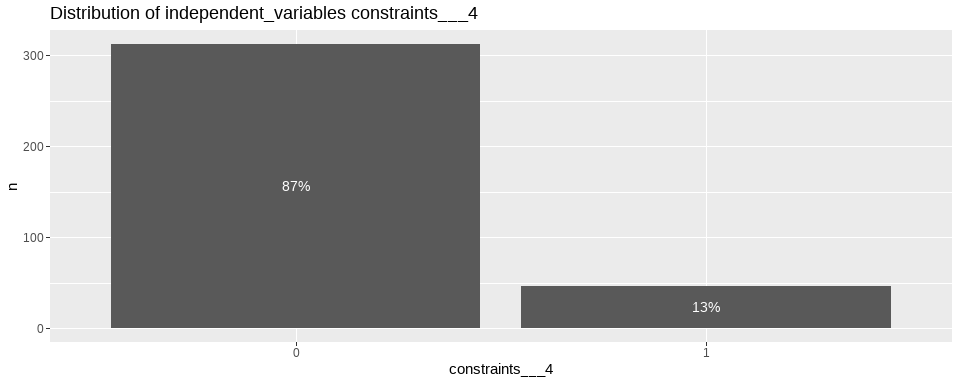 Distribution of independent_variables constraints___4
300
200
100
0
n
87%
13%
0
1
constraints___4